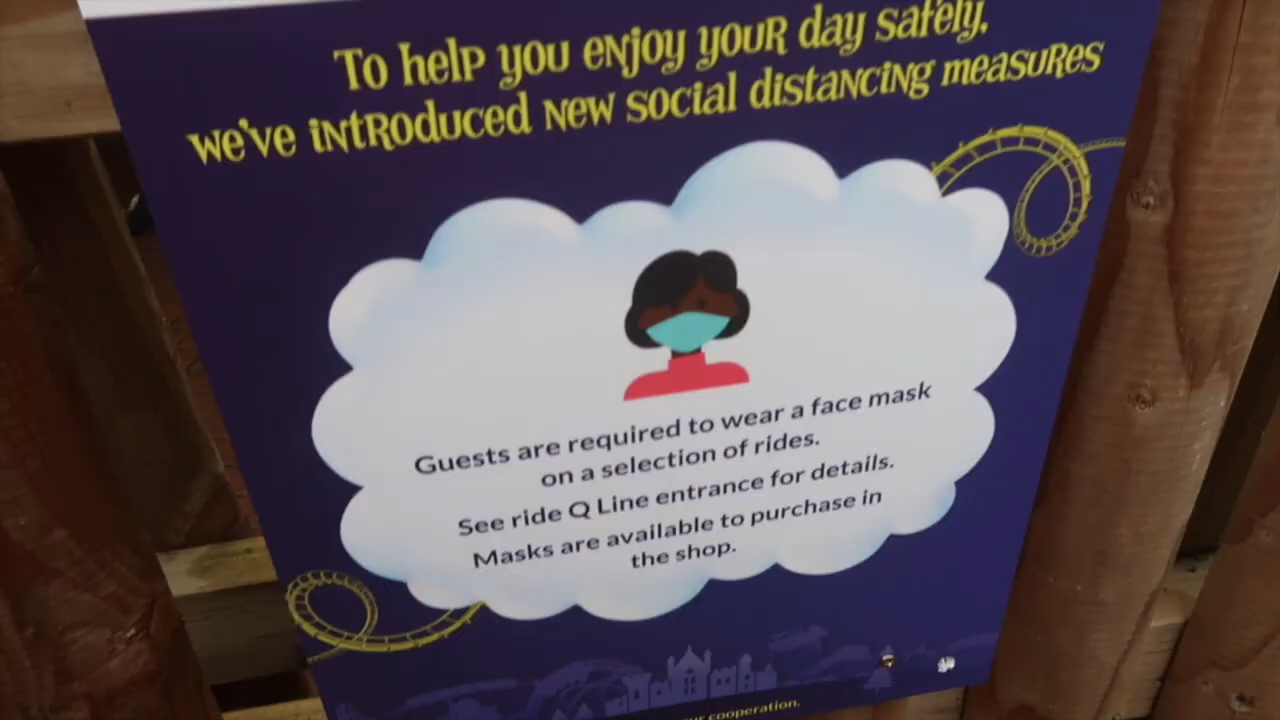 To help you enjoy your day safely,
we've introduced new social distancing measures
Guests are required to wear a face mask
on a selection of rides.
See ride Q Line entrance for details.
Masks are available to purchase in
the shop.
cooperation.